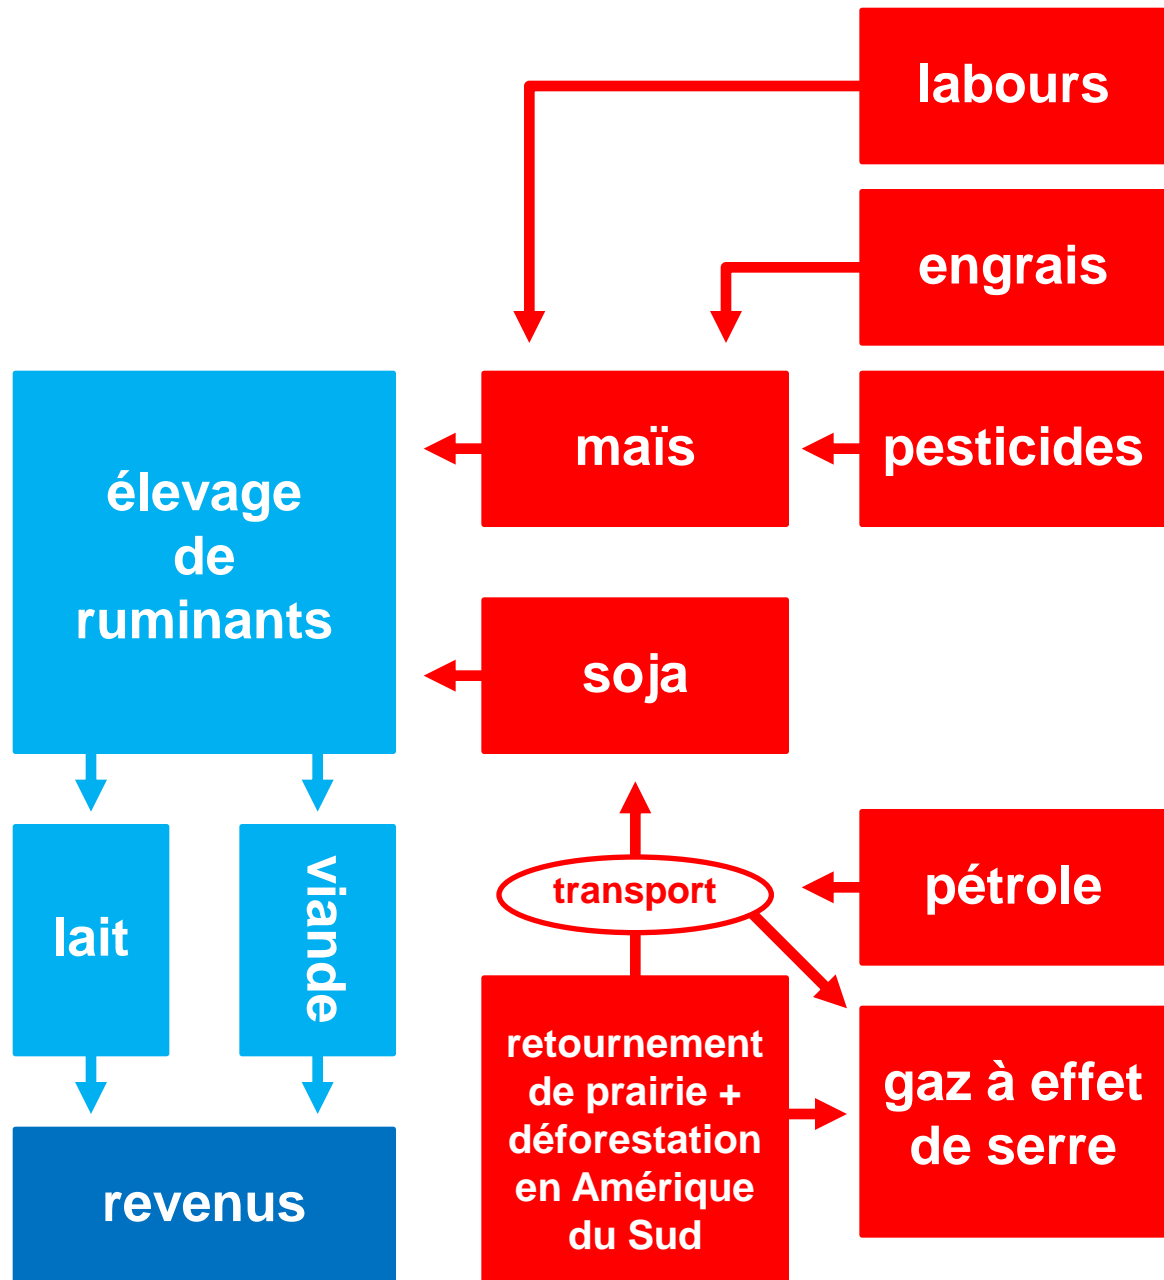 labours
engrais
maïs
pesticides
élevage
de
ruminants
soja
transport
pétrole
lait
viande
retournement
de prairie +
déforestation
en Amérique
du Sud
gaz à effet
de serre
revenus